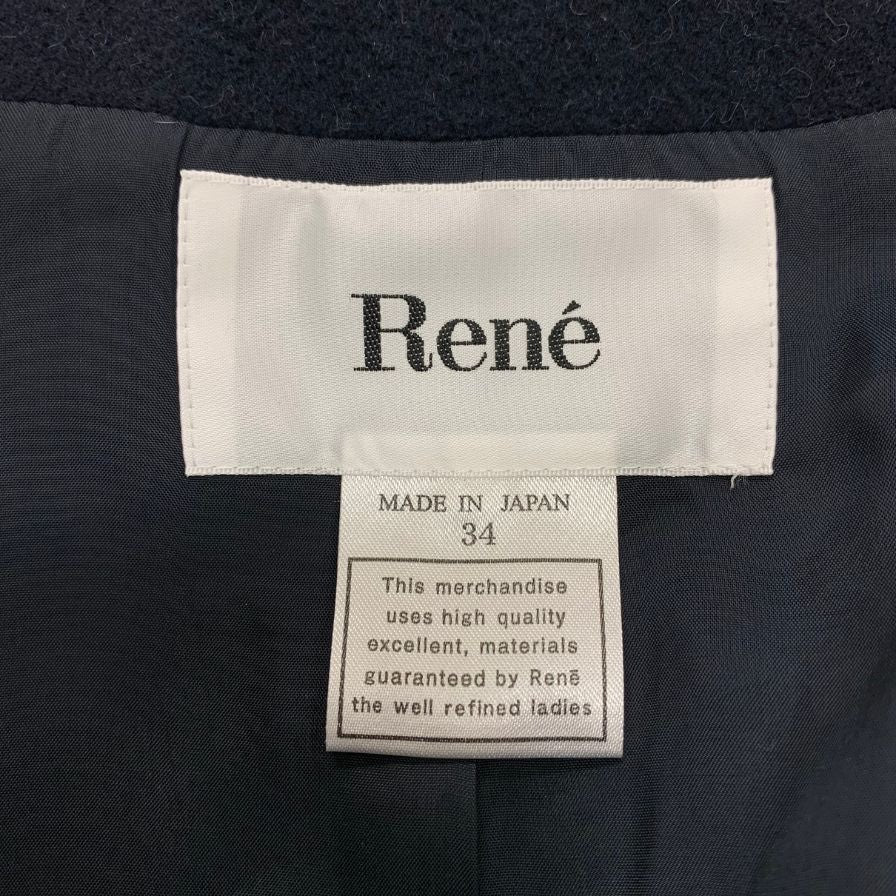 René
MADE IN JAPAN
34
This merchandise
uses high quality
excellent, materials
guaranteed by Renē
the well refined ladies